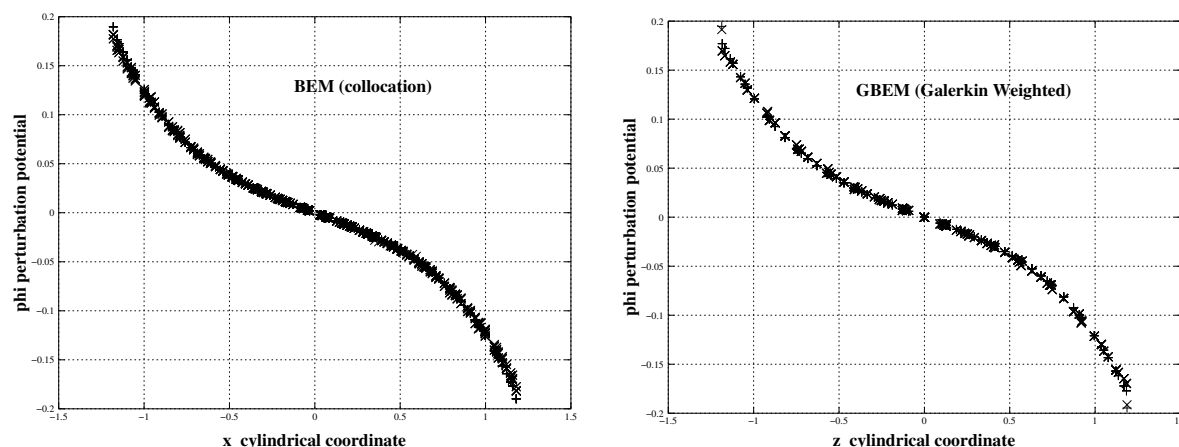 0.2
0.15
0.1
0.05
0
−0.05
−0.1
−0.15
−0.2
−1.5 −1 −0.5 0 0.5 1 1.5
phi perturbation potential
x cylindrical coordinate
BEM (collocation)
0.2
0.15
0.1
0.05
0
−0.05
−0.1
−0.15
−0.2
−1.5 −1 −0.5 0 0.5 1 1.5
phi perturbation potential
z cylindrical coordinate
GBEM (Galerkin Weighted)